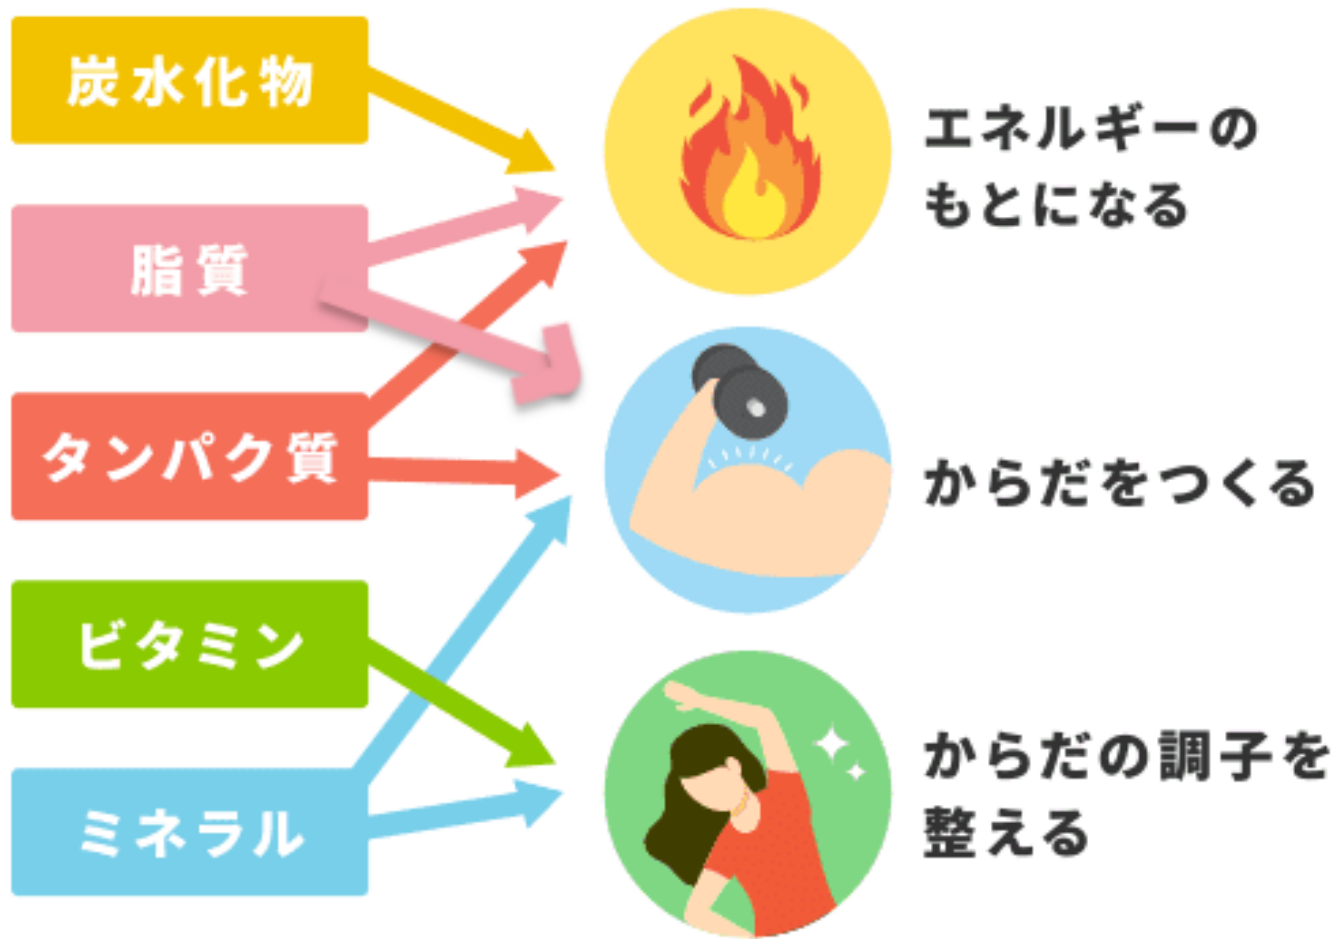 炭水化物
脂質
タンパク質
ビタミン
ミネラル
エネルギーの
もとになる
からだをつくる
からだの調子を
整える